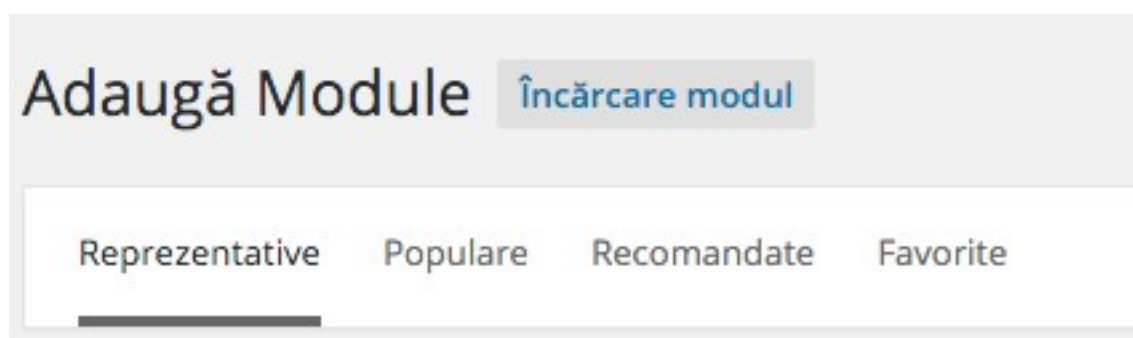 Adaugă Module Încărcare modul
Reprezentative Populare Recomandate Favorite